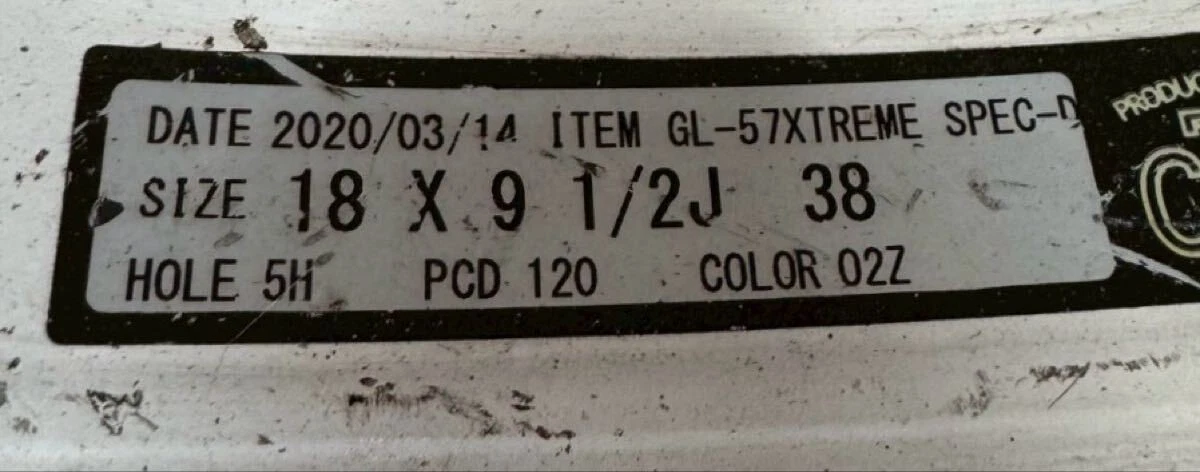 DATE 2020/03/14 ITEM GL-57XTREME SPEC-D
SIZE 18 X 9 1/2J 38
HOLE 5H PCD 120 COLOR 02Z